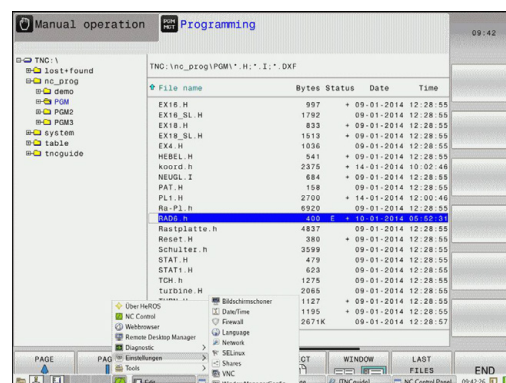 Manual operation
PGM MGT Programming
09:42
TNC:\
lost+found
nc_prog
demo
PGM
PGM2
PGM3
system
table
tncguide
TNC:\nc_prog\PGM\*.H;*.I;*.DXF
File name Bytes Status Date Time
EX16.H 997 + 09-01-2014 12:28:55
EX16_SL.H 1792 09-01-2014 12:28:55
EX18.H 833 + 09-01-2014 12:28:55
EX18_SL.H 1513 + 09-01-2014 12:28:55
EX4.H 1036 09-01-2014 12:28:55
HEBEL.H 541 + 09-01-2014 12:28:55
koord.h 2375 + 14-01-2014 10:02:46
NEUGL.I 684 + 09-01-2014 12:28:55
PAT.H 158 09-01-2014 12:28:55
PL1.H 2700 + 14-01-2014 12:00:46
Ra-Pl.h 6920 09-01-2014 12:28:55
RAD6.h 400 E + 10-01-2014 05:52:31
Rastplatte.h 4837 09-01-2014 12:28:55
Reset.H 380 + 09-01-2014 12:28:55
Schulter.h 3599 09-01-2014 12:28:55
STAT.H 479 09-01-2014 12:28:55
STAT1.H 623 09-01-2014 12:28:55
TCH.h 1275 09-01-2014 12:28:55
turbine.H 2065 09-01-2014 12:28:55
1127 + 09-01-2014 12:28:55
1195 + 09-01-2014 12:28:55
2671K 09-01-2014 12:28:57
Über HeROS
NC Control
Webbrowser
Remote Desktop Manager
Diagnostic
Einstellungen
Tools
Bildschirmschoner
Date/Time
Firewall
Language
Network
SELinux
Shares
VNC
PAGE
WINDOW
LAST FILES
END
NC Control Panel
09:42:26